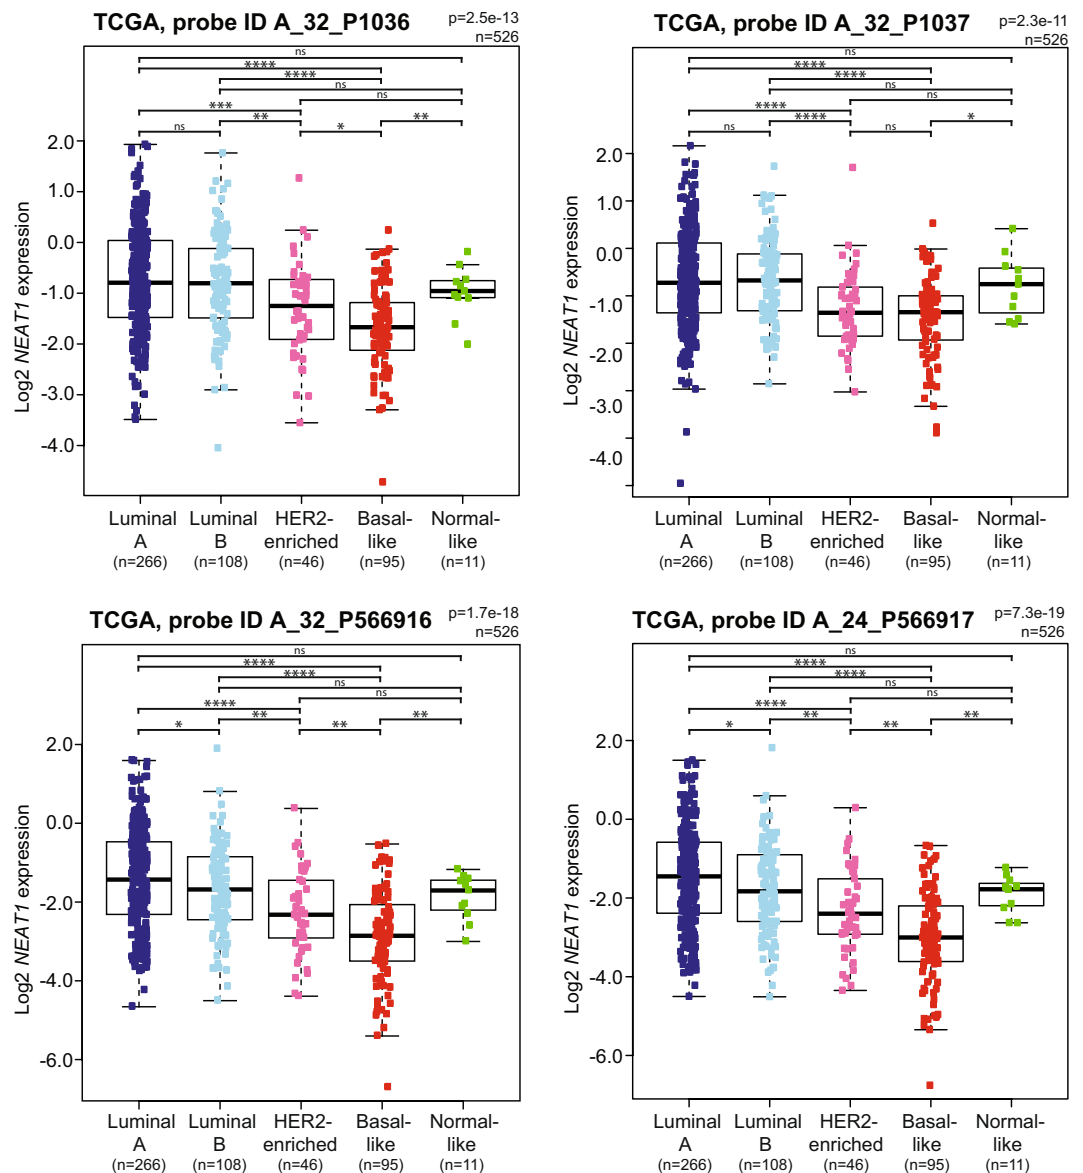 TCGA, probe ID A_32_P1036
p=2.5e-13
n=526
ns
****
****
ns
ns
***
**
**
ns
*
2.0
1.0
0.0
-1.0
-2.0
-3.0
-4.0
Log2 NEAT1 expression
Luminal A (n=266)
Luminal B (n=108)
HER2-enriched (n=46)
Basal-like (n=95)
Normal-like (n=11)
TCGA, probe ID A_32_P1037
p=2.3e-11
n=526
ns
****
****
ns
ns
****
****
*
ns
ns
2.0
1.0
0.0
-1.0
-2.0
-3.0
-4.0
Log2 NEAT1 expression
Luminal A (n=266)
Luminal B (n=108)
HER2-enriched (n=46)
Basal-like (n=95)
Normal-like (n=11)
TCGA, probe ID A_32_P566916
p=1.7e-18
n=526
ns
****
****
ns
ns
****
**
**
*
**
2.0
0.0
-2.0
-4.0
-6.0
Log2 NEAT1 expression
Luminal A (n=266)
Luminal B (n=108)
HER2-enriched (n=46)
Basal-like (n=95)
Normal-like (n=11)
TCGA, probe ID A_24_P566917
p=7.3e-19
n=526
ns
****
****
ns
ns
****
**
**
*
**
2.0
0.0
-2.0
-4.0
-6.0
Log2 NEAT1 expression
Luminal A (n=266)
Luminal B (n=108)
HER2-enriched (n=46)
Basal-like (n=95)
Normal-like (n=11)